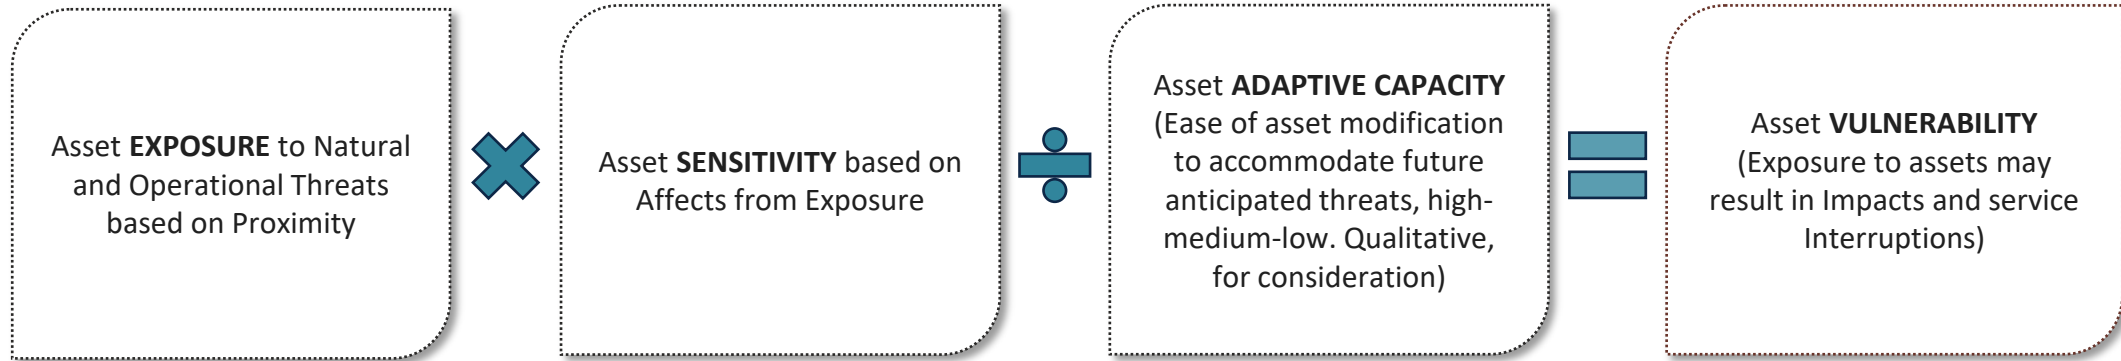 Asset EXPOSURE to Natural
and Operational Threats
based on Proximity
Asset SENSITIVITY based on
Affects from Exposure
Asset ADAPTIVE CAPACITY
(Ease of asset modification
to accommodate future
anticipated threats, high-
medium-low. Qualitative,
for consideration)
Asset VULNERABILITY
(Exposure to assets may
result in Impacts and service
Interruptions)